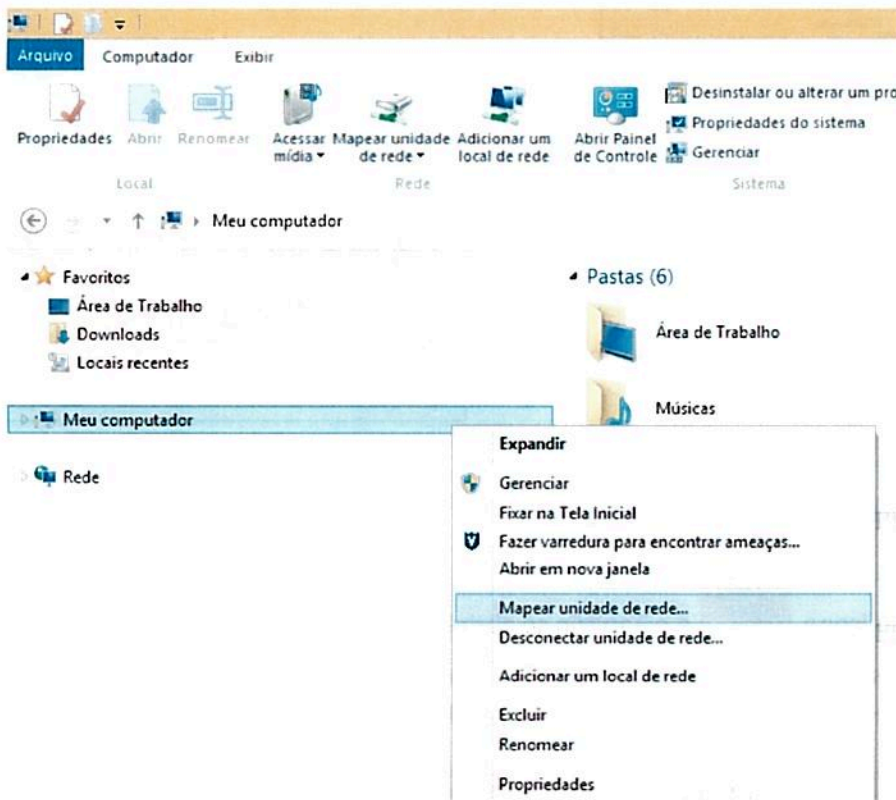 Arquivo Computador Exibir
Propriedades Abrir Renomear Acessar mídia Mapear unidade de rede Adicionar um local de rede Abrir Painel de Controle
Desinstalar ou alterar um pro
Propriedades do sistema
Gerenciar
Local Rede Sistema
Meu computador
Favoritos
Área de Trabalho
Downloads
Locais recentes
Meu computador
Rede
Pastas (6)
Área de Trabalho
Músicas
Expandir
Gerenciar
Fixar na Tela Inicial
Fazer varredura para encontrar ameaças...
Abrir em nova janela
Mapear unidade de rede...
Desconectar unidade de rede...
Adicionar um local de rede
Excluir
Renomear
Propriedades